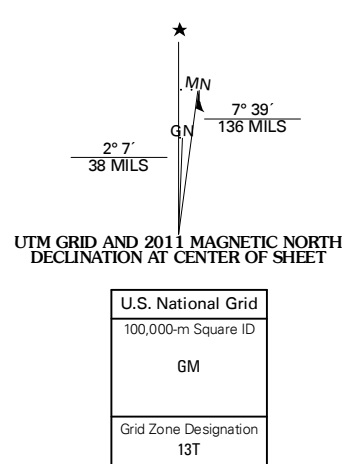 ★
MN
7° 39´
136 MILS
GN
2° 7´
38 MILS
UTM GRID AND 2011 MAGNETIC NORTH
DECLINATION AT CENTER OF SHEET
U.S. National Grid
100,000-m Square ID
GM
Grid Zone Designation
13T